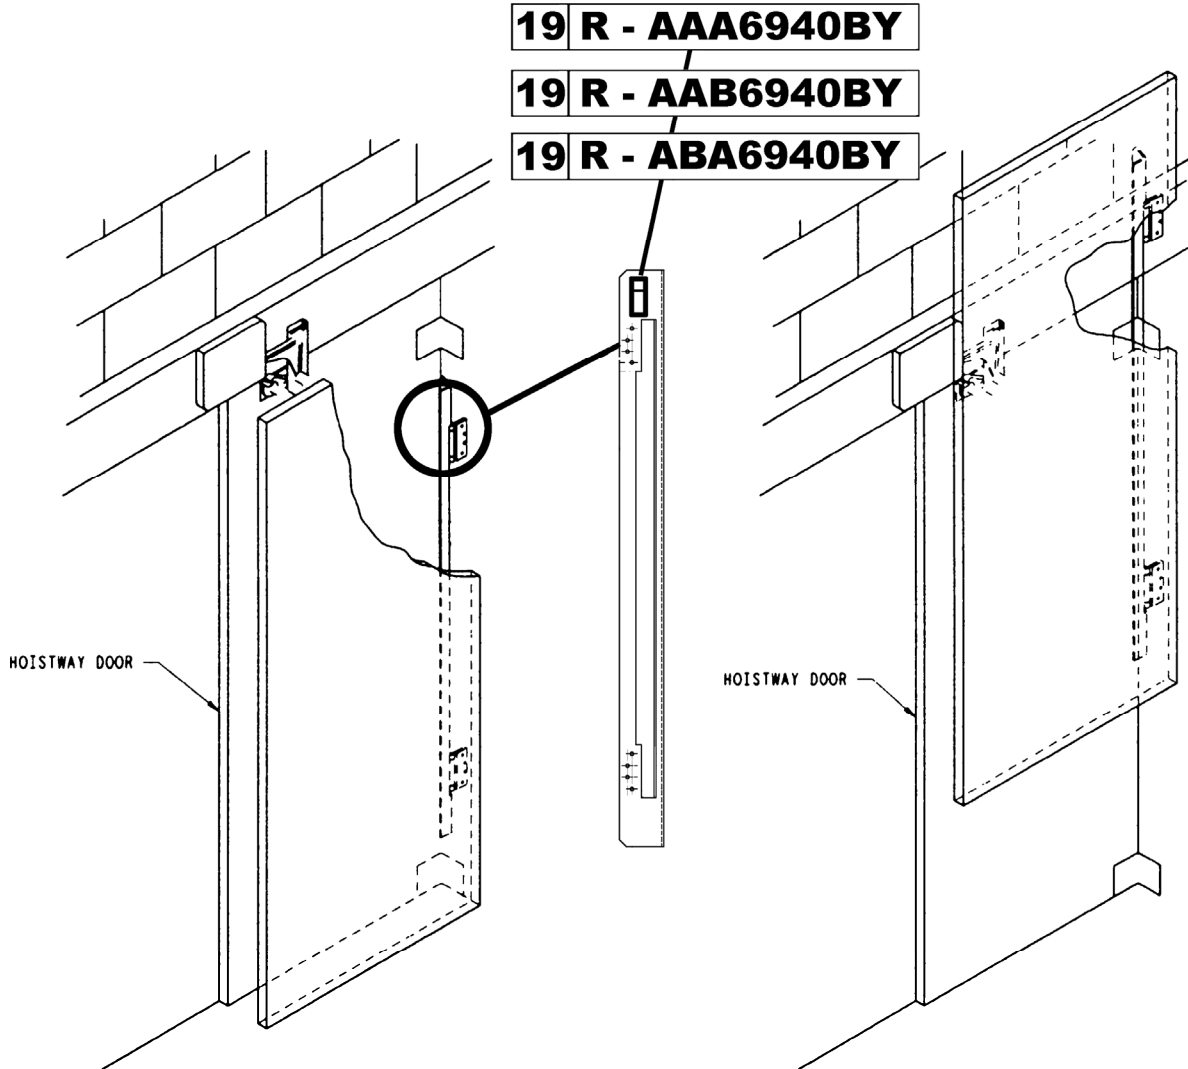 19 R - AAA6940BY
19 R - AAB6940BY
19 R - ABA6940BY
HOISTWAY DOOR
HOISTWAY DOOR